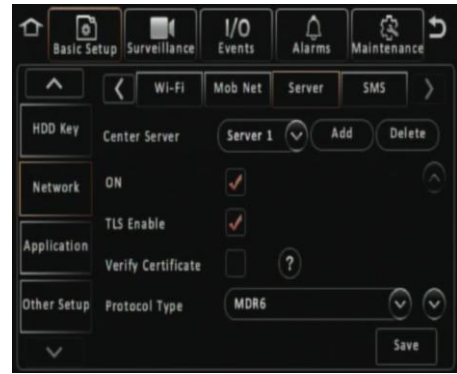 Basic Setup Surveillance I/O Events Alarms Maintenance
Wi-Fi Mob Net Server SMS
HDD Key Center Server Server 1 Add Delete
Network ON
TLS Enable
Application
Verify Certificate ?
Other Setup Protocol Type MDR6
Save